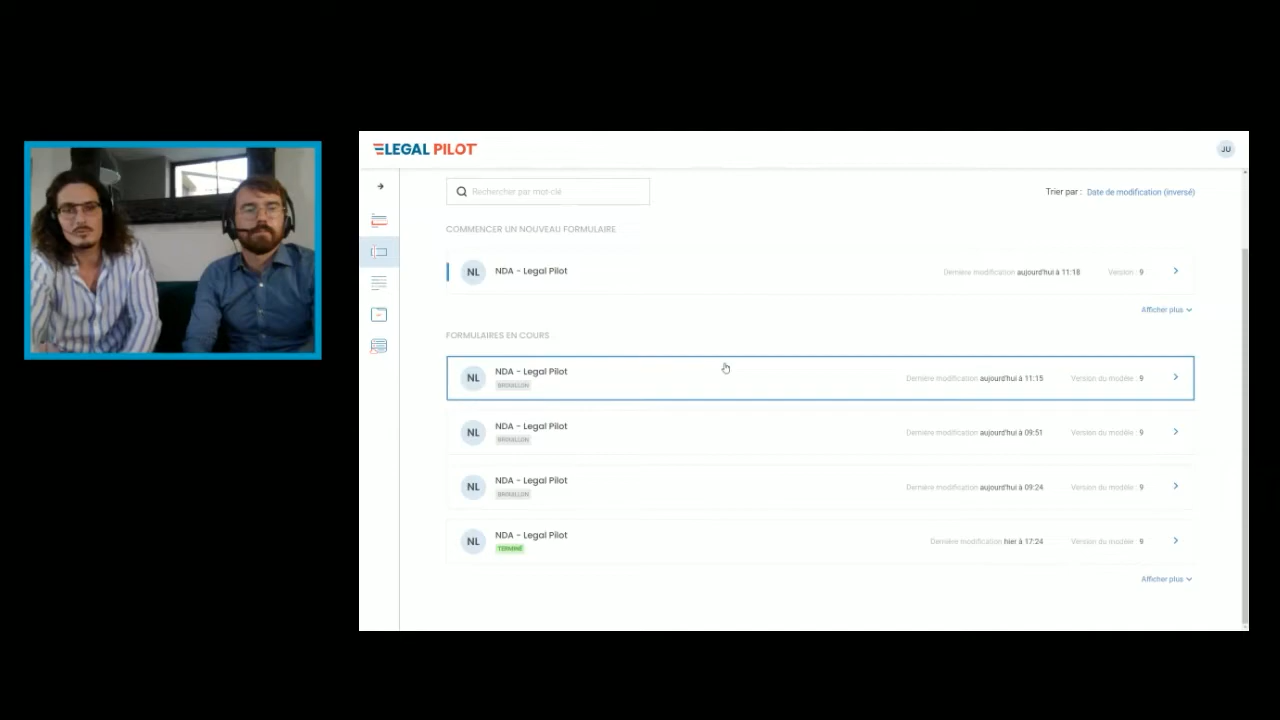 LEGAL PILOT
JU
Rechercher par mot-clé
Trier par : Date de modification (inversé)
COMMENCER UN NOUVEAU FORMULAIRE
NL NDA - Legal Pilot Dernière modification aujourd'hui à 11:18 Version : 9
Afficher plus
FORMULAIRES EN COURS
NL NDA - Legal Pilot Dernière modification aujourd'hui à 11:15 Version du modèle : 9
BROUILLON
NL NDA - Legal Pilot Dernière modification aujourd'hui à 09:51 Version du modèle : 9
BROUILLON
NL NDA - Legal Pilot Dernière modification aujourd'hui à 09:24 Version du modèle : 9
BROUILLON
NL NDA - Legal Pilot Dernière modification hier à 17:24 Version du modèle : 9
TERMINÉ
Afficher plus